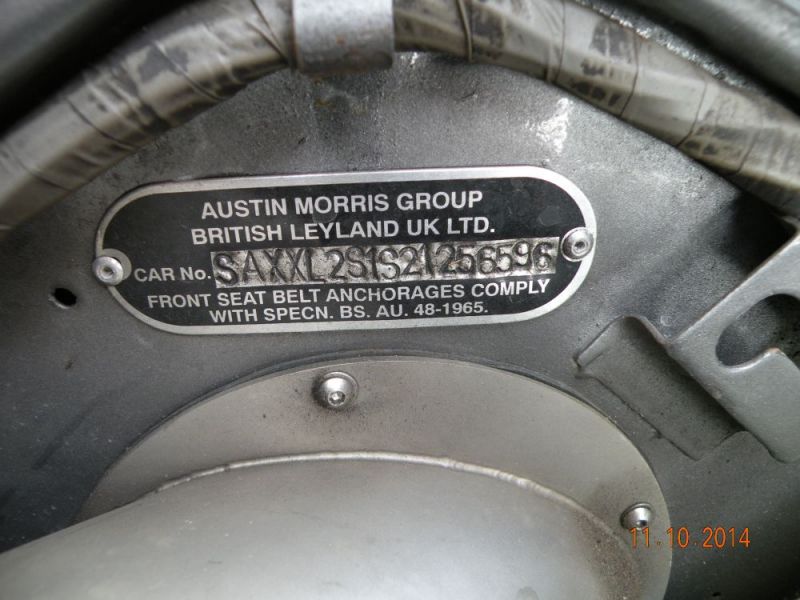 AUSTIN MORRIS GROUP
BRITISH LEYLAND UK LTD.
CAR No. SAXXL2S1S21256596
FRONT SEAT BELT ANCHORAGES COMPLY
WITH SPECN. BS. AU. 48-1965.
11.10.2014